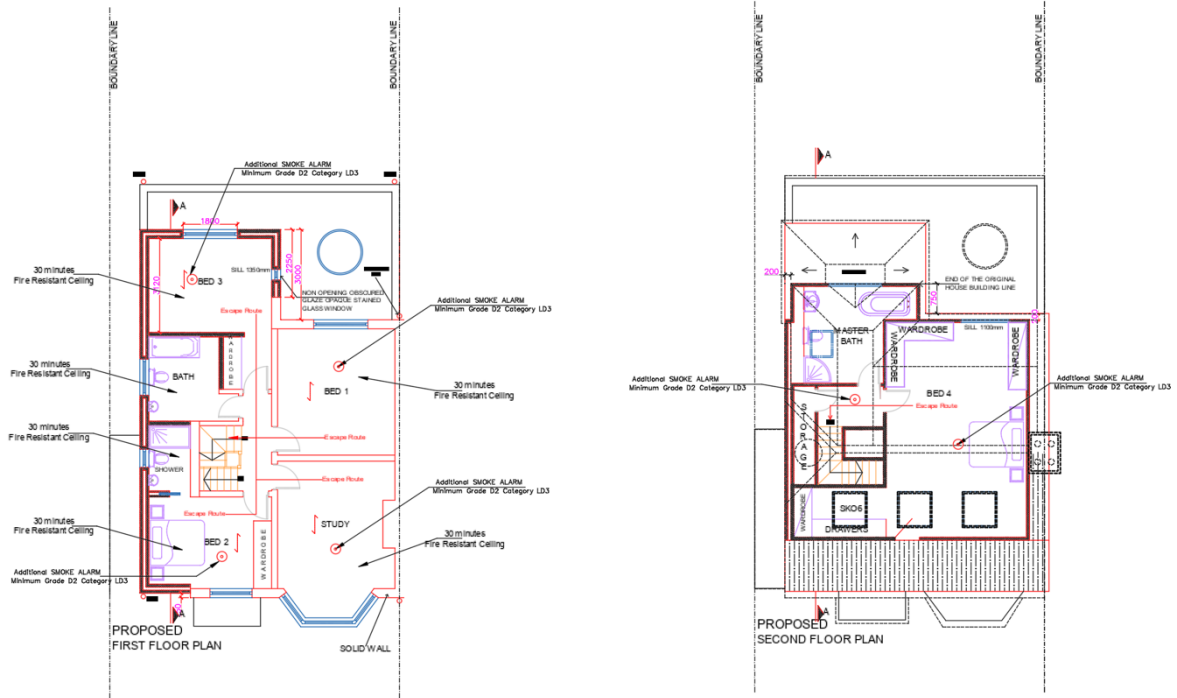 BOUNDARY LINE
BOUNDARY LINE
Additional SMOKE ALARM
Minimum Grade D2 Category LD3
A
1800
30 minutes
Fire Resistant Ceiling
3120
BED 3
SILL 1350mm
2250
3000
NON OPENING OBSCURED
GLAZE OPAQUE STAINED
GLASS WINDOW
Escape Route
Additional SMOKE ALARM
Minimum Grade D2 Category LD3
30 minutes
Fire Resistant Ceiling
BATH
WARDROBE
BED 1
30 minutes
Fire Resistant Ceiling
30 minutes
Fire Resistant Ceiling
SHOWER
Escape Route
Escape Route
Additional SMOKE ALARM
Minimum Grade D2 Category LD3
Escape Route
30 minutes
Fire Resistant Ceiling
BED 2
WARDROBE
STUDY
30 minutes
Fire Resistant Ceiling
Additional SMOKE ALARM
Minimum Grade D2 Category LD3
A
PROPOSED
FIRST FLOOR PLAN
SOLID WALL
BOUNDARY LINE
BOUNDARY LINE
A
200
END OF THE ORIGINAL
HOUSE BUILDING LINE
750
MASTER
BATH
WARDROBE
SILL 1100mm
WARDROBE
WARDROBE
Additional SMOKE ALARM
Minimum Grade D2 Category LD3
BED 4
Additional SMOKE ALARM
Minimum Grade D2 Category LD3
Escape Route
STORAGE
WARDROBE
SK06
DRAWERS
A
PROPOSED
SECOND FLOOR PLAN